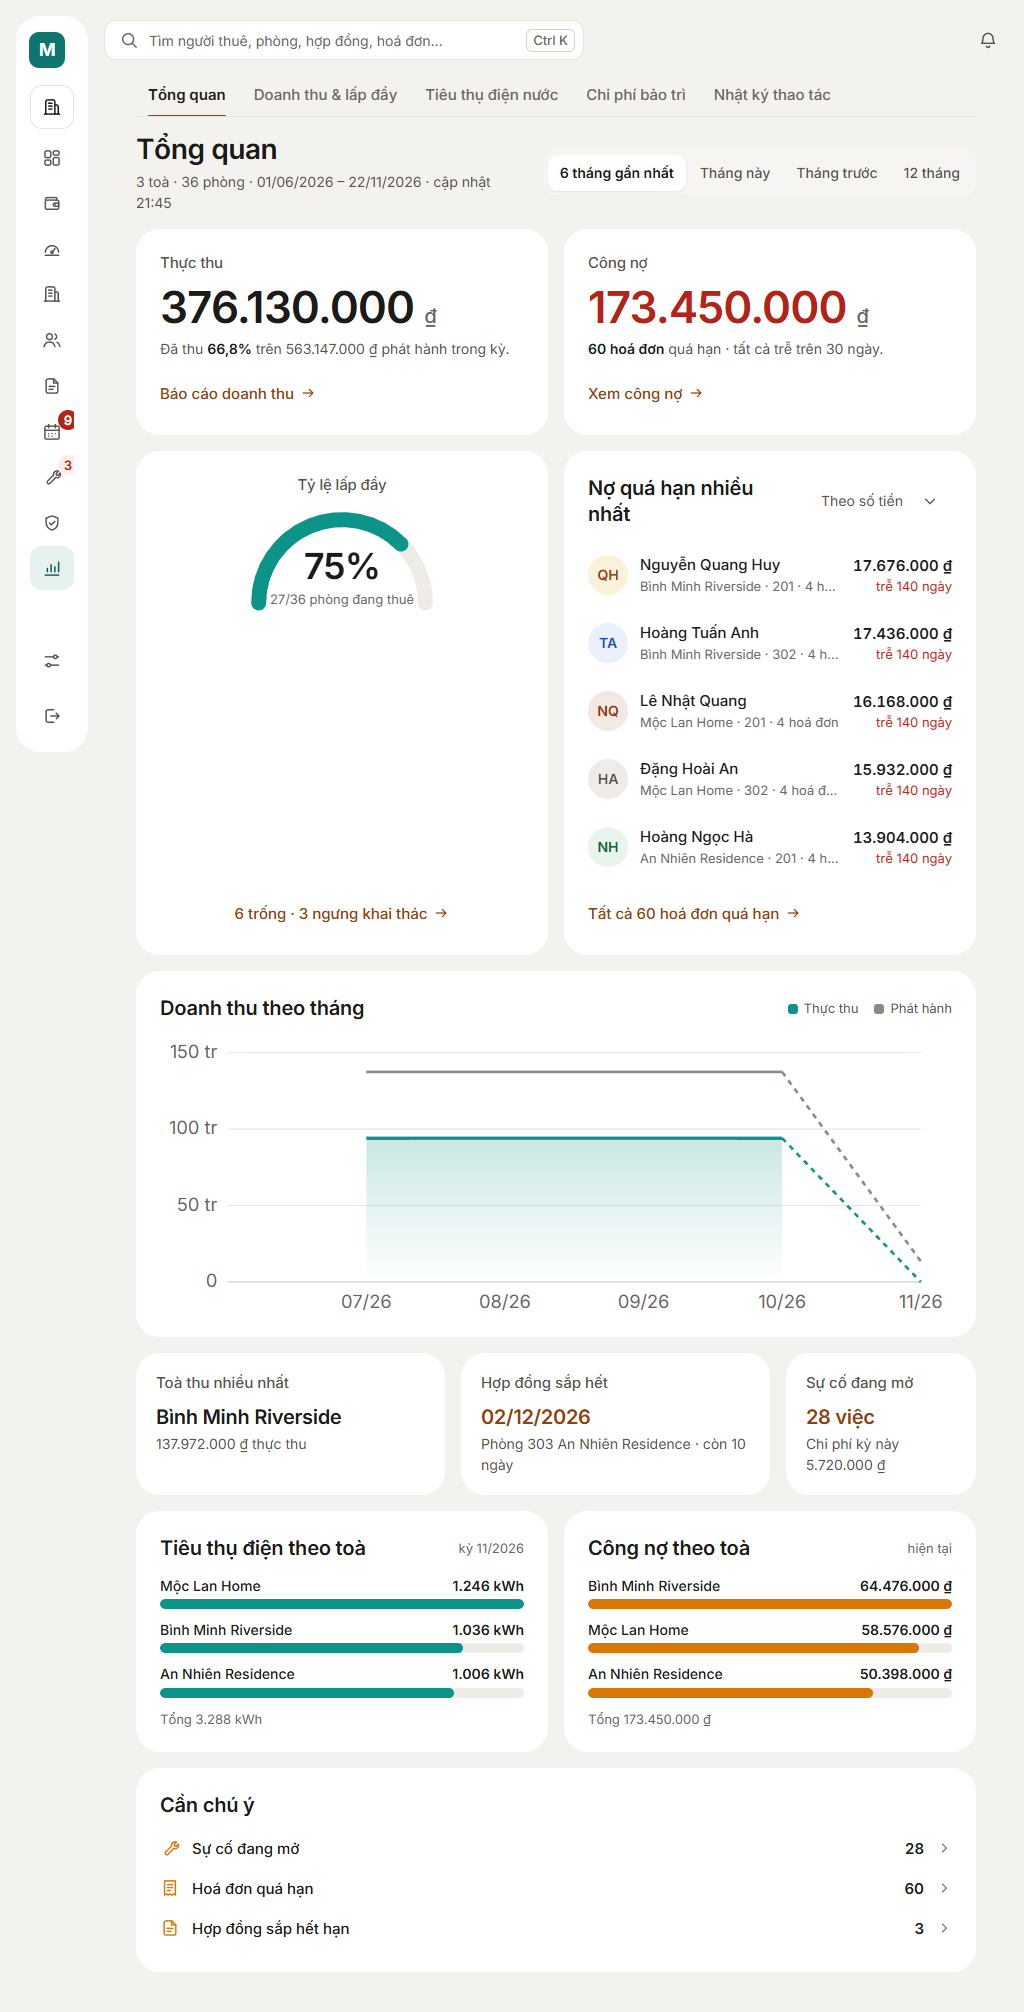 M
Tìm người thuê, phòng, hợp đồng, hoá đơn...
Ctrl K
Tổng quan
Doanh thu & lấp đầy
Tiêu thụ điện nước
Chi phí bảo trì
Nhật ký thao tác
Tổng quan
3 toà · 36 phòng · 01/06/2026 – 22/11/2026 · cập nhật
21:45
6 tháng gần nhất
Tháng này
Tháng trước
12 tháng
Thực thu
376.130.000 ₫
Đã thu 66,8% trên 563.147.000 ₫ phát hành trong kỳ.
Báo cáo doanh thu →
Công nợ
173.450.000 ₫
60 hoá đơn quá hạn · tất cả trễ trên 30 ngày.
Xem công nợ →
9
3
Tỷ lệ lấp đầy
75%
27/36 phòng đang thuê
6 trống · 3 ngưng khai thác →
Nợ quá hạn nhiều
nhất
Theo số tiền
QH
Nguyễn Quang Huy
17.676.000 ₫
Bình Minh Riverside · 201 · 4 h...
trễ 140 ngày
TA
Hoàng Tuấn Anh
17.436.000 ₫
Bình Minh Riverside · 302 · 4 h...
trễ 140 ngày
NQ
Lê Nhật Quang
16.168.000 ₫
Mộc Lan Home · 201 · 4 hoá đơn
trễ 140 ngày
HA
Đặng Hoài An
15.932.000 ₫
Mộc Lan Home · 302 · 4 hoá đ...
trễ 140 ngày
NH
Hoàng Ngọc Hà
13.904.000 ₫
An Nhiên Residence · 201 · 4 h...
trễ 140 ngày
Tất cả 60 hoá đơn quá hạn →
Doanh thu theo tháng
Thực thu
Phát hành
150 tr
100 tr
50 tr
0
07/26
08/26
09/26
10/26
11/26
Toà thu nhiều nhất
Bình Minh Riverside
137.972.000 ₫ thực thu
Hợp đồng sắp hết
02/12/2026
Phòng 303 An Nhiên Residence · còn 10
ngày
Sự cố đang mở
28 việc
Chi phí kỳ này
5.720.000 ₫
Tiêu thụ điện theo toà
kỳ 11/2026
Mộc Lan Home
1.246 kWh
Bình Minh Riverside
1.036 kWh
An Nhiên Residence
1.006 kWh
Tổng 3.288 kWh
Công nợ theo toà
hiện tại
Bình Minh Riverside
64.476.000 ₫
Mộc Lan Home
58.576.000 ₫
An Nhiên Residence
50.398.000 ₫
Tổng 173.450.000 ₫
Cần chú ý
Sự cố đang mở
28
Hoá đơn quá hạn
60
Hợp đồng sắp hết hạn
3